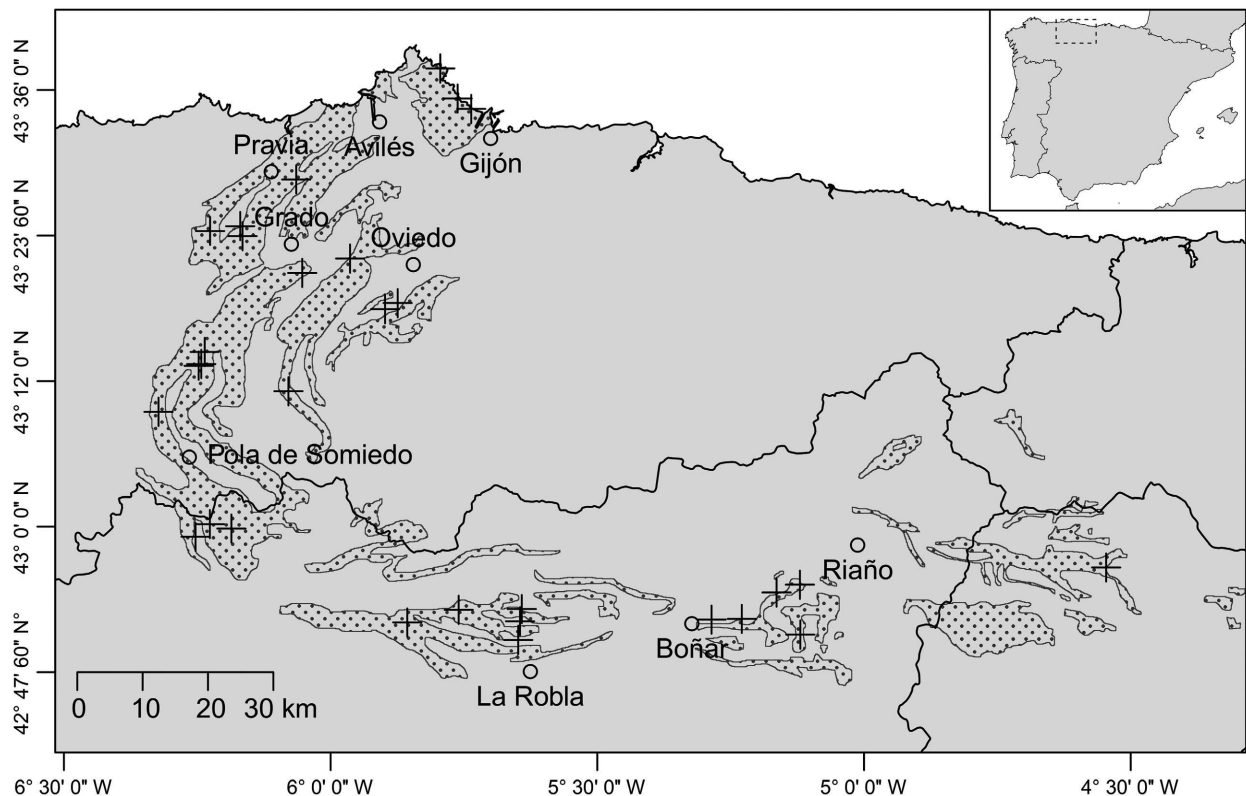 43° 36' 0" N
43° 23' 60" N
43° 12' 0" N
43° 0' 0" N
42° 47' 60" N
Pravia
Avilés
Gijón
Grado
Oviedo
Pola de Somiedo
Riaño
Boñar
La Robla
0 10 20 30 km
6° 30' 0" W 6° 0' 0" W 5° 30' 0" W 5° 0' 0" W 4° 30' 0" W